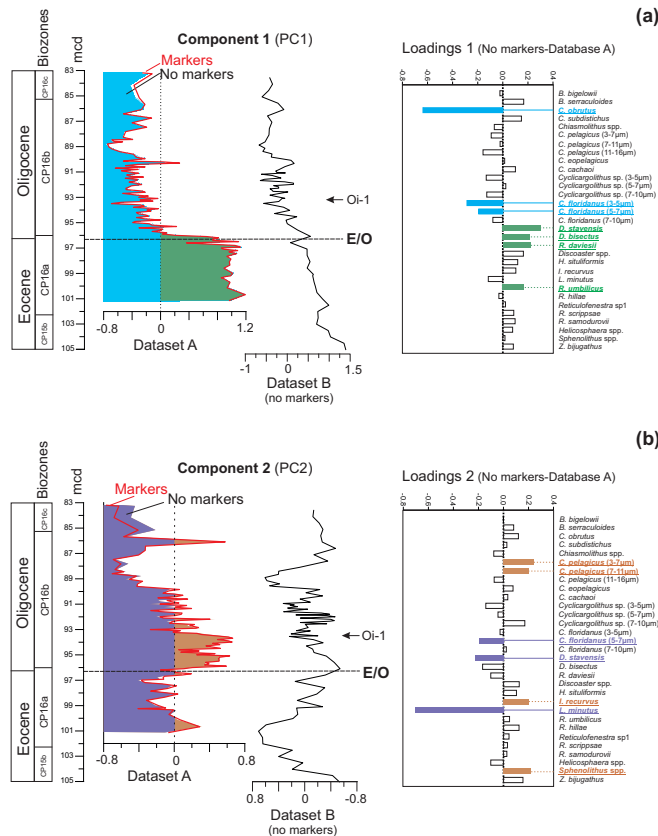 (a)
Component 1 (PC1)
Biozones
mcd
Markers
No markers
83
85
87
89
91
93
95
97
99
101
103
105
Oligocene
Eocene
CP16c
CP16b
CP16a
CP15b
Oi-1
E/O
-0.8 0 1.2
Dataset A
-1 0 1.5
Dataset B
(no markers)
Loadings 1 (No markers-Database A)
-0.8 -0.6 -0.4 -0.2 0.0 0.2 0.4
B. bigelowii
B. serraculoides
C. obrutus
C. subdistichus
Chiasmolithus spp.
C. pelagicus (3-7µm)
C. pelagicus (7-11µm)
C. pelagicus (11-16µm)
C. eopelagicus
C. cachaoi
Cyclicargolithus sp. (3-5µm)
Cyclicargolithus sp. (5-7µm)
Cyclicargolithus sp. (7-10µm)
C. floridanus (3-5µm)
C. floridanus (5-7µm)
C. floridanus (7-10µm)
D. stavensis
D. bisectus
R. daviesii
Discoaster spp.
H. situliformis
I. recurvus
L. minutus
R. umbilicus
R. hillae
Reticulofenestra sp1
R. scrippsae
R. samodurovii
Helicosphaera spp.
Sphenolithus spp.
Z. bijugathus
(b)
Component 2 (PC2)
Biozones
mcd
Markers
No markers
83
85
87
89
91
93
95
97
99
101
103
105
Oligocene
Eocene
CP16c
CP16b
CP16a
CP15b
Oi-1
E/O
-0.8 0 0.8
Dataset A
0.8 0 -0.8
Dataset B
(no markers)
Loadings 2 (No markers-Database A)
-0.8 -0.6 -0.4 -0.2 0.0 0.2 0.4
B. bigelowii
B. serraculoides
C. obrutus
C. subdistichus
Chiasmolithus spp.
C. pelagicus (3-7µm)
C. pelagicus (7-11µm)
C. pelagicus (11-16µm)
C. eopelagicus
C. cachaoi
Cyclicargolithus sp. (3-5µm)
Cyclicargolithus sp. (5-7µm)
Cyclicargolithus sp. (7-10µm)
C. floridanus (3-5µm)
C. floridanus (5-7µm)
C. floridanus (7-10µm)
D. stavensis
D. bisectus
R. daviesii
Discoaster spp.
H. situliformis
I. recurvus
L. minutus
R. umbilicus
R. hillae
Reticulofenestra sp1
R. scrippsae
R. samodurovii
Helicosphaera spp.
Sphenolithus spp.
Z. bijugathus